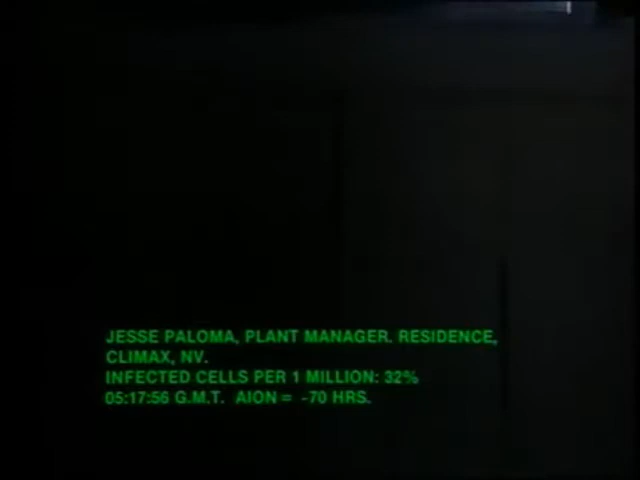 JESSE PALOMA, PLANT MANAGER. RESIDENCE,
CLIMAX, NV.
INFECTED CELLS PER 1 MILLION: 32%
05:17:56 G.M.T. AION = -70 HRS.